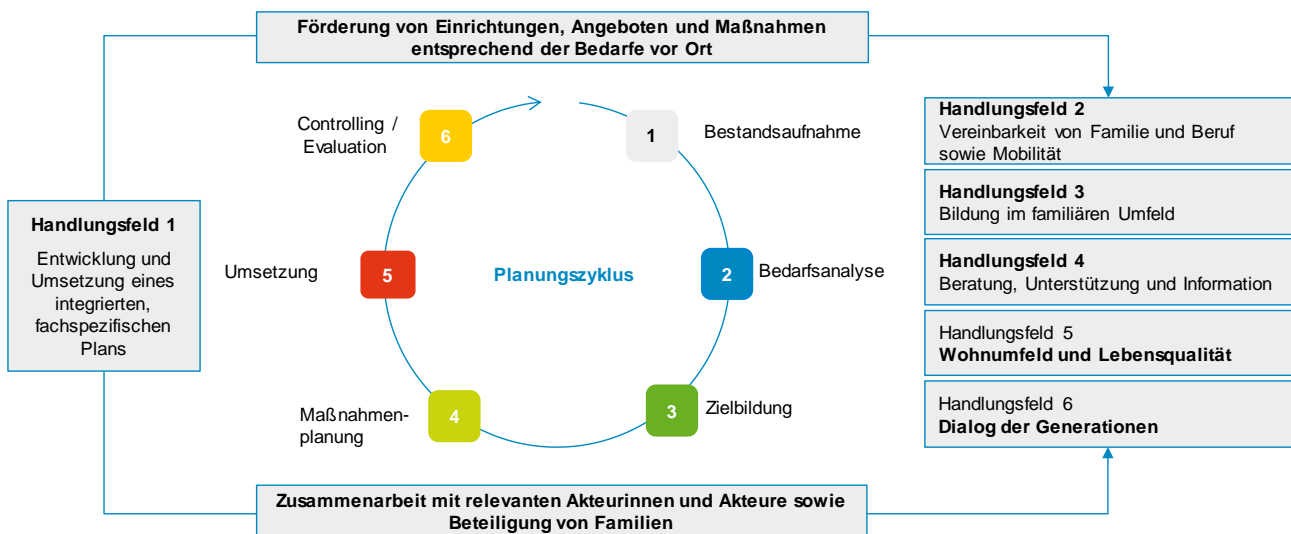 Förderung von Einrichtungen, Angeboten und Maßnahmen
entsprechend der Bedarfe vor Ort
Handlungsfeld 1
Entwicklung und
Umsetzung eines
integrierten,
fachspezifischen
Plans
Planungszyklus
1
Bestandsaufnahme
2
Bedarfsanalyse
3
Zielbildung
4
Maßnahmen-
planung
5
Umsetzung
6
Controlling /
Evaluation
Handlungsfeld 2
Vereinbarkeit von Familie und Beruf
sowie Mobilität
Handlungsfeld 3
Bildung im familiären Umfeld
Handlungsfeld 4
Beratung, Unterstützung und Information
Handlungsfeld 5
Wohnumfeld und Lebensqualität
Handlungsfeld 6
Dialog der Generationen
Zusammenarbeit mit relevanten Akteurinnen und Akteure sowie
Beteiligung von Familien